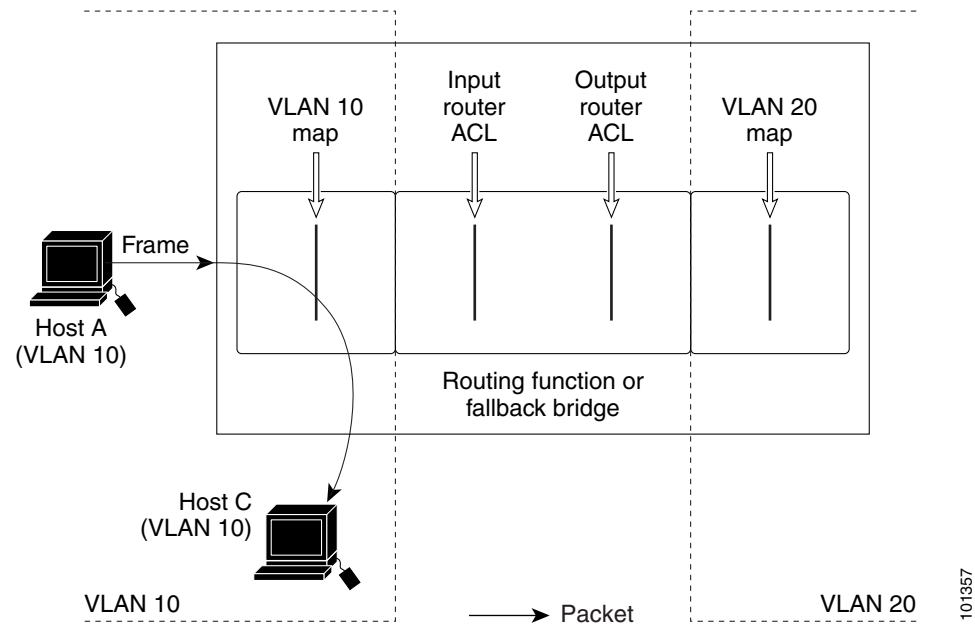 VLAN 10
map
Input
router
ACL
Output
router
ACL
VLAN 20
map
Frame
Host A
(VLAN 10)
Routing function or
fallback bridge
Host C
(VLAN 10)
VLAN 10
Packet
VLAN 20
101357